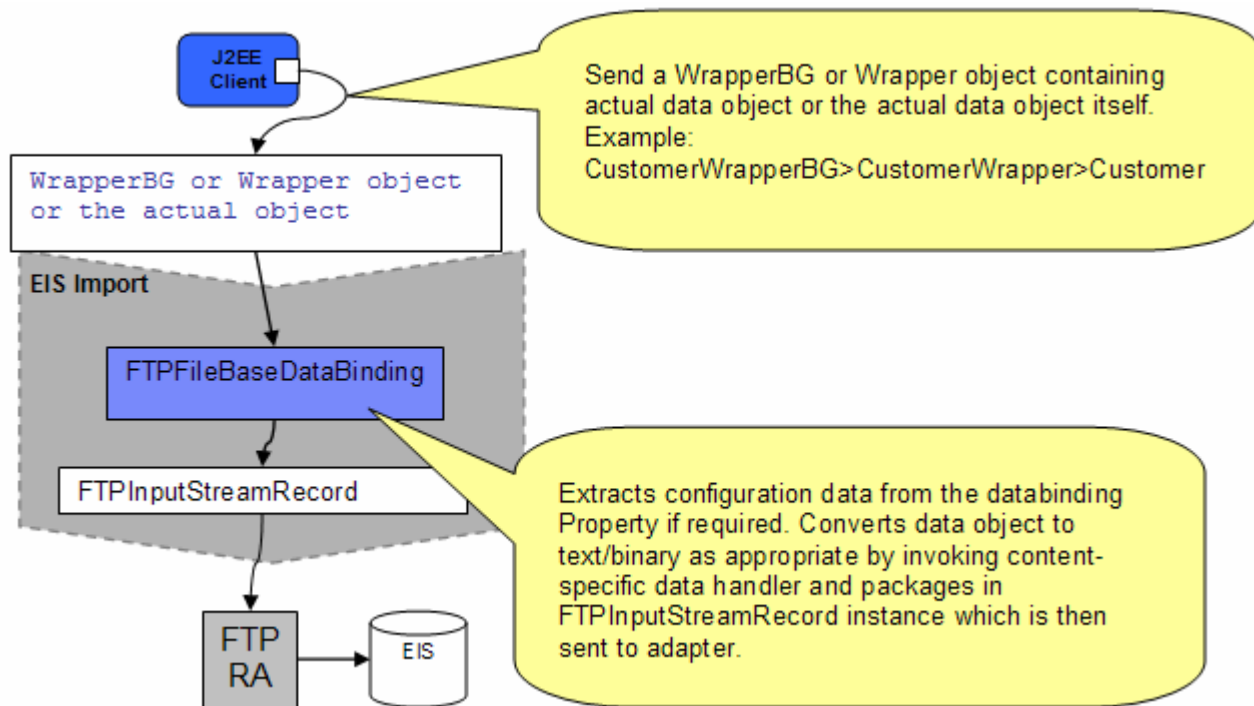 J2EE
Client
Send a WrapperBG or Wrapper object containing
actual data object or the actual data object itself.
Example:
CustomerWrapperBG>CustomerWrapper>Customer
WrapperBG or Wrapper object
or the actual object
EIS Import
FTPFileBaseDataBinding
FTPInputStreamRecord
Extracts configuration data from the databinding
Property if required. Converts data object to
text/binary as appropriate by invoking content-
specific data handler and packages in
FTPInputStreamRecord instance which is then
sent to adapter.
FTP
RA
EIS